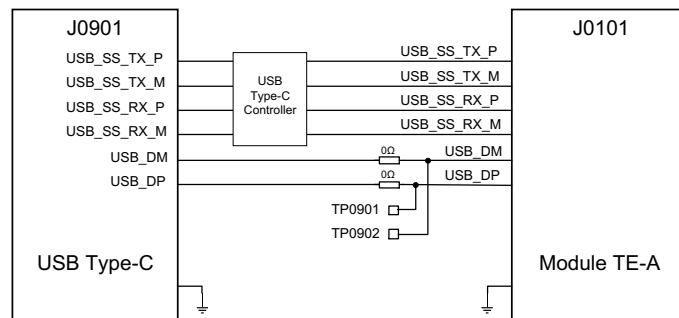 J0901
J0101
USB_SS_TX_P
USB_SS_TX_M
USB_SS_RX_P
USB_SS_RX_M
USB_DM
USB_DP
USB
Type-C
Controller
USB_SS_TX_P
USB_SS_TX_M
USB_SS_RX_P
USB_SS_RX_M
0Ω
USB_DM
0Ω
USB_DP
TP0901
TP0902
USB Type-C
Module TE-A